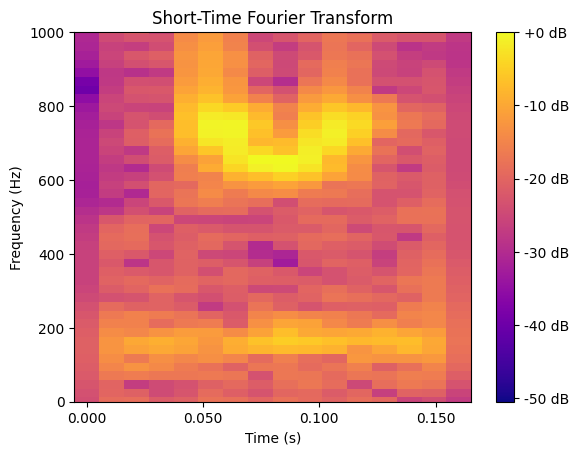 Short-Time Fourier Transform
Frequency (Hz)
1000
800
600
400
200
0
0.000
0.050
0.100
0.150
Time (s)
+0 dB
-10 dB
-20 dB
-30 dB
-40 dB
-50 dB